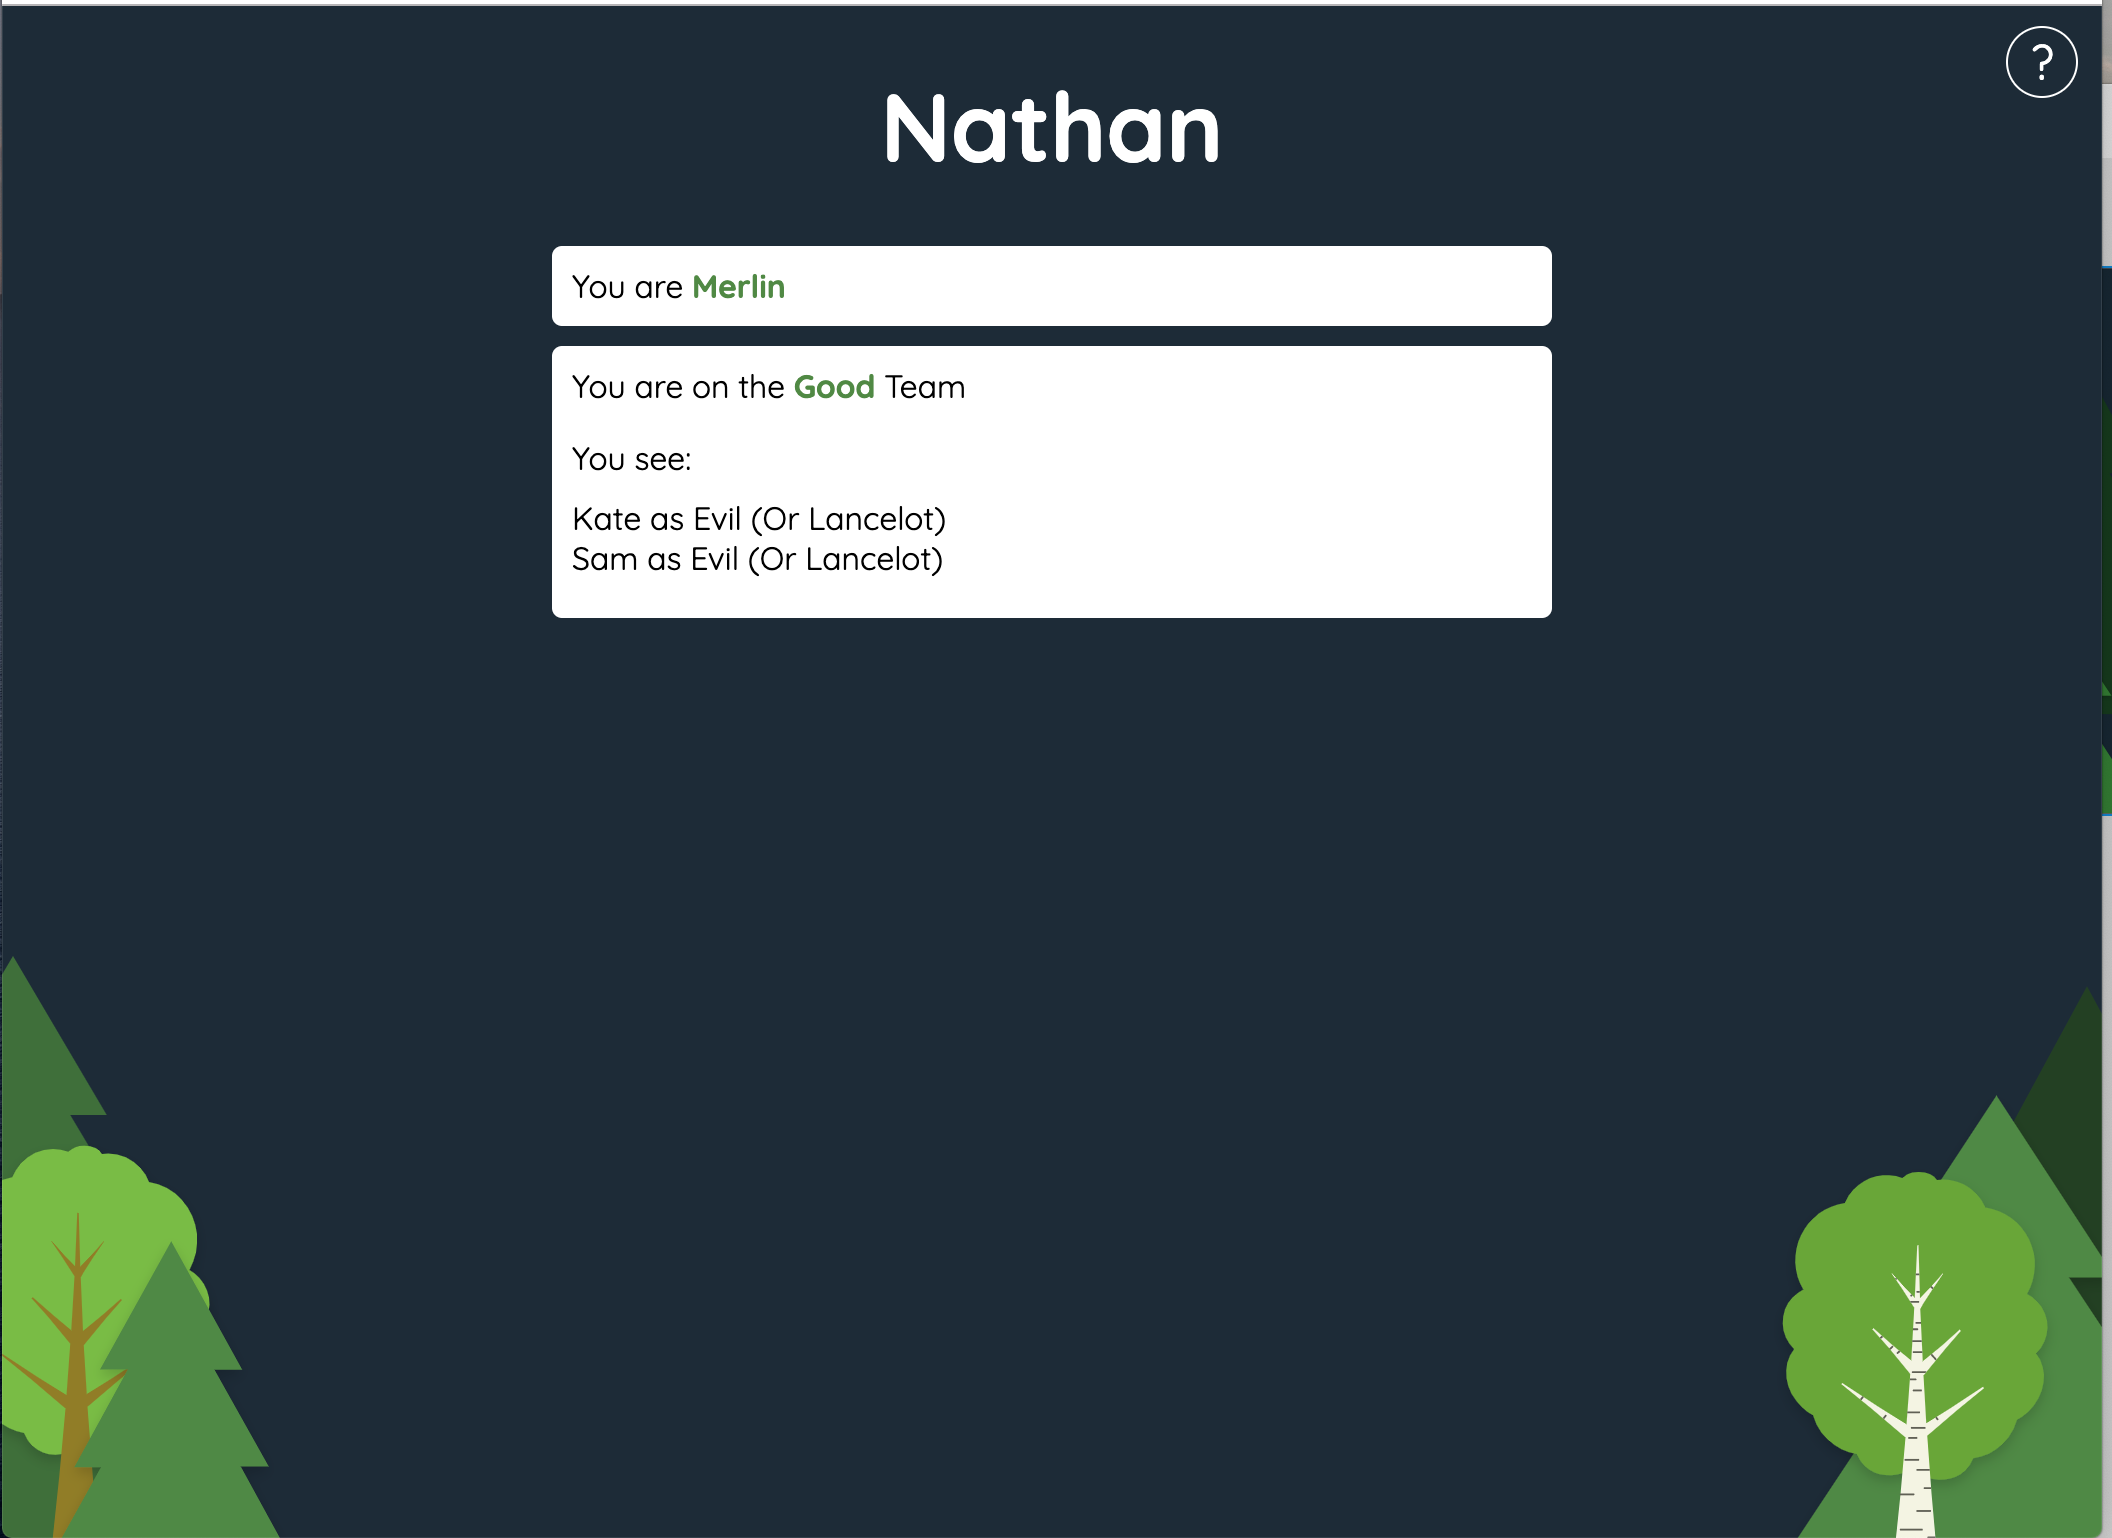 ?
Nathan
You are Merlin
You are on the Good Team
You see:
Kate as Evil (Or Lancelot)
Sam as Evil (Or Lancelot)